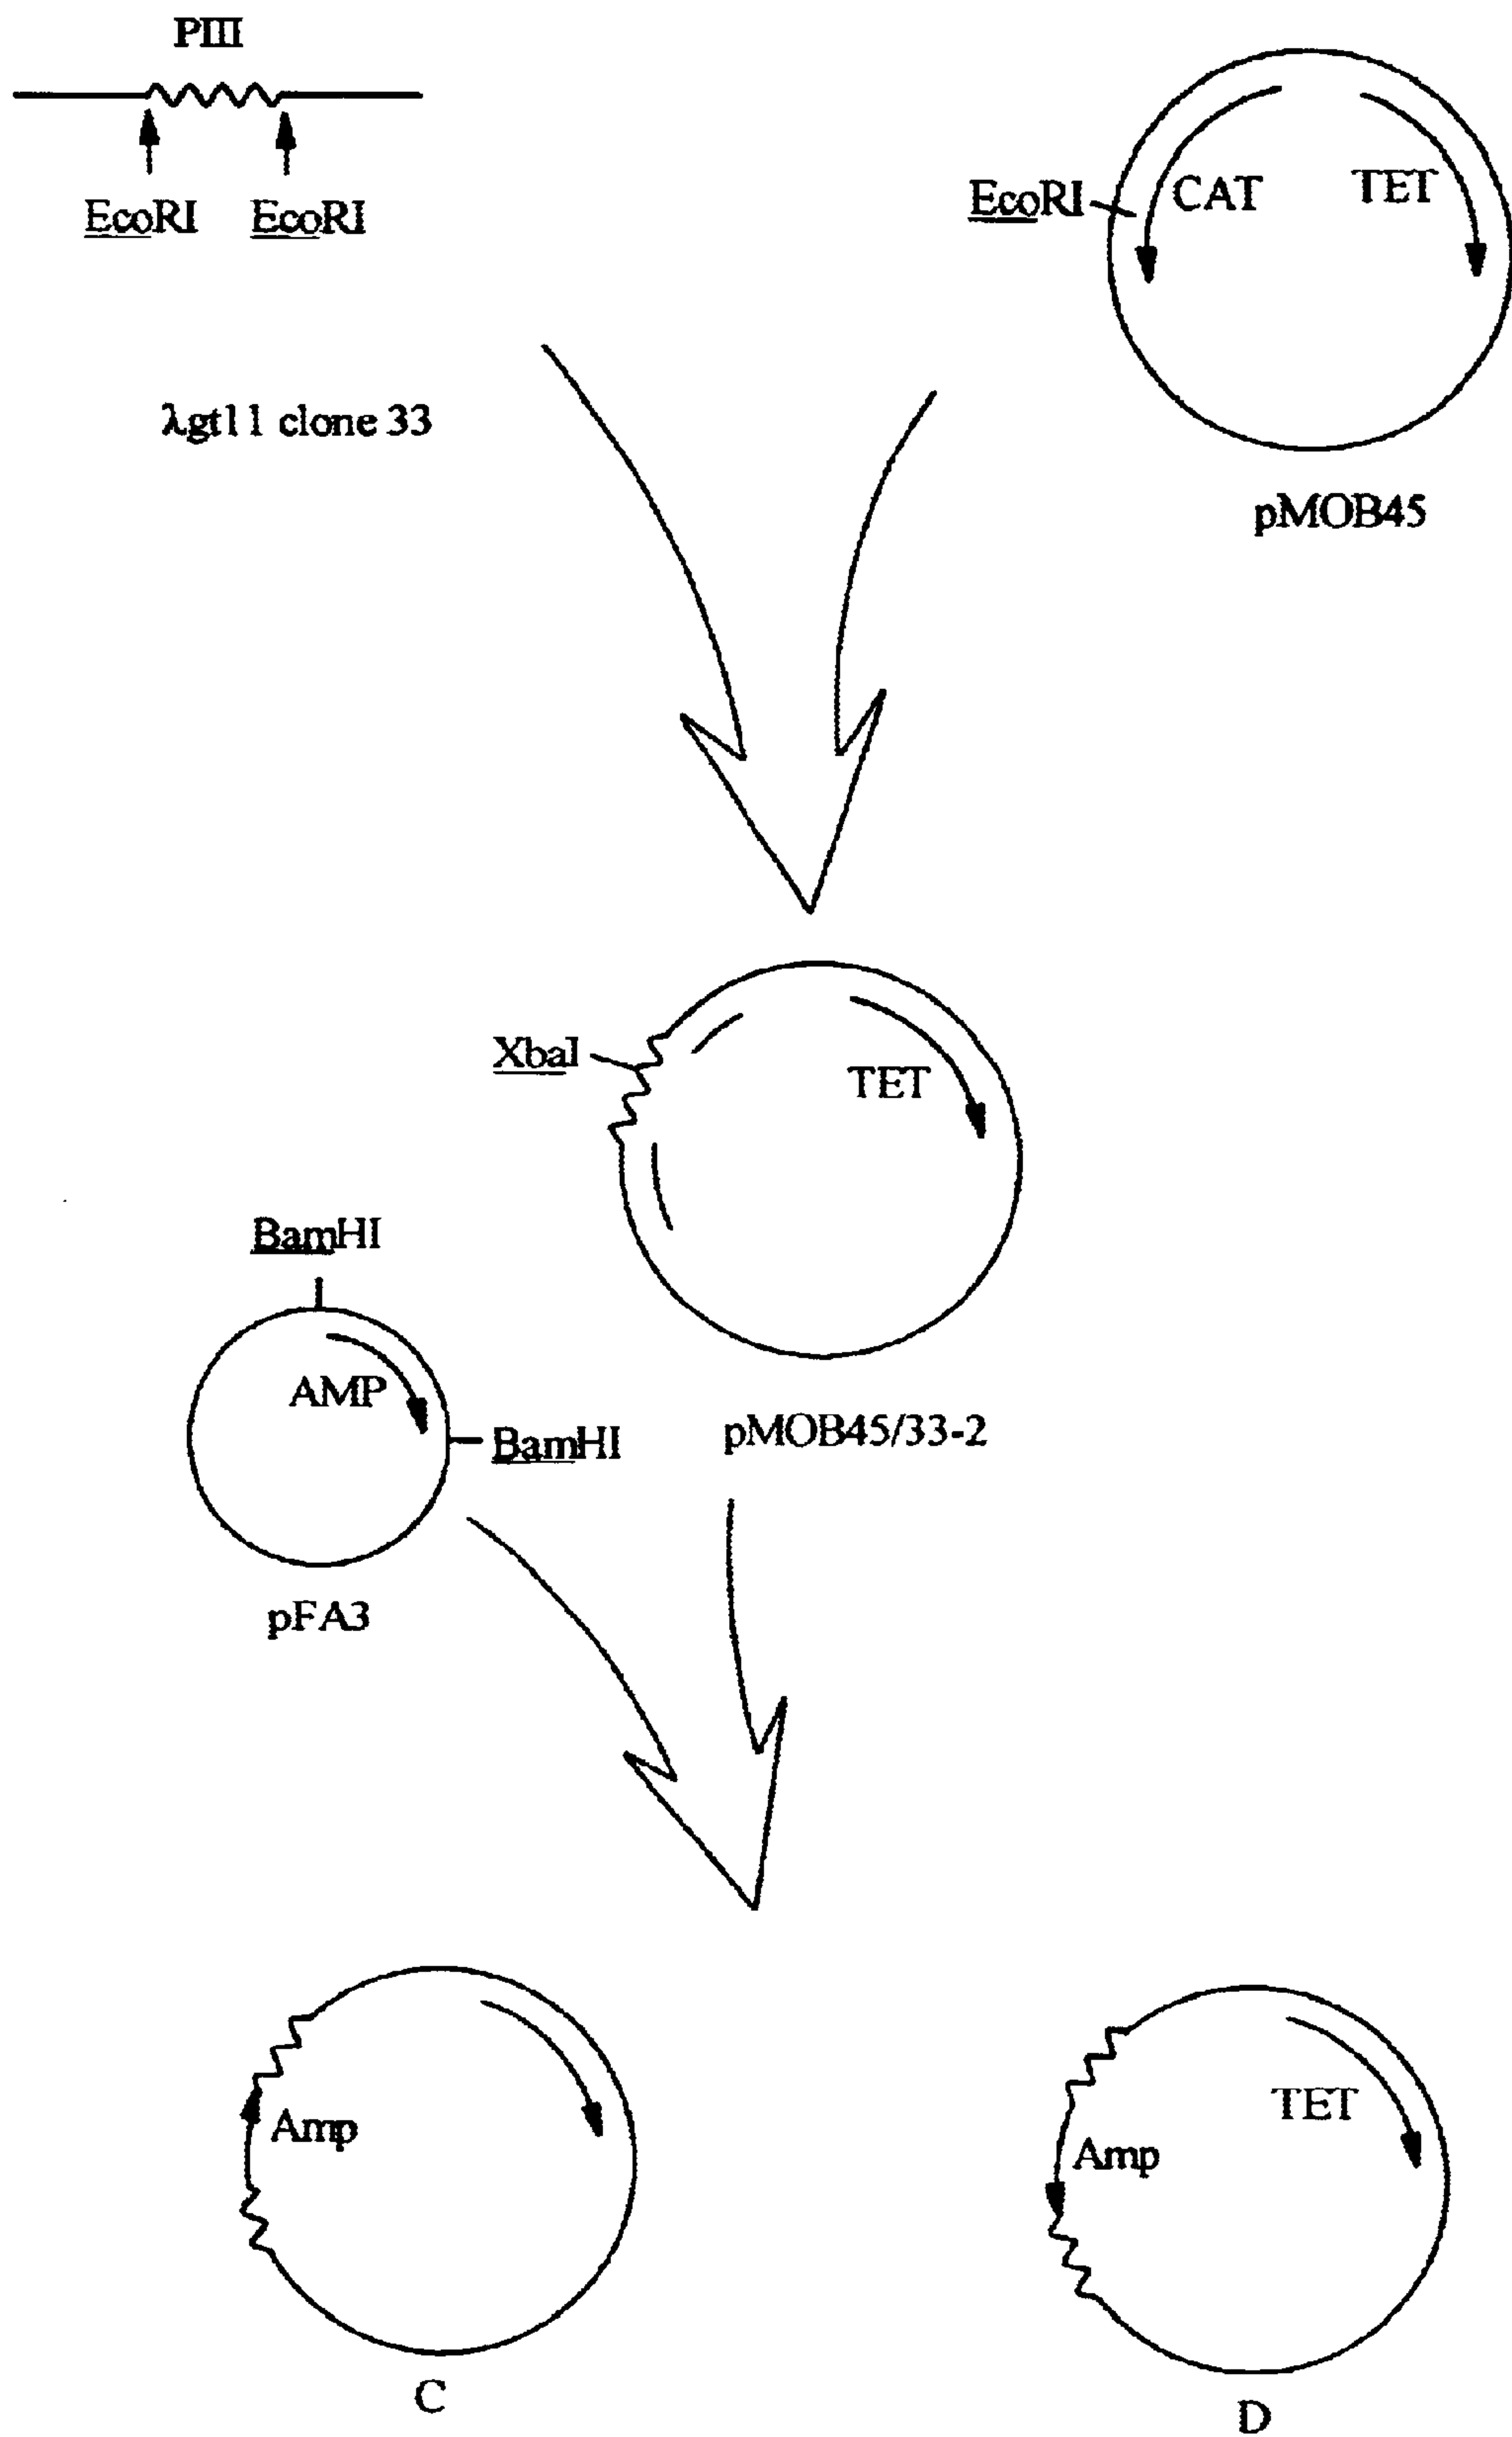 PIII
EcoRI EcoRI
EcoRI
CAT
TET
λgt11 clone 33
pMOB45
XbaI
TET
BamHI
AMP
BamHI
pMOB45/33-2
pFA3
Amp
TET
Amp
C
D